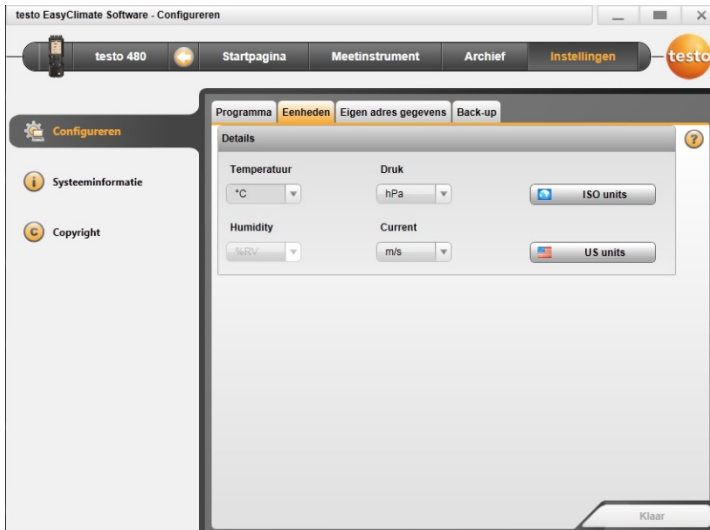 testo EasyClimate Software - Configureren
testo 480 Startpagina Meetinstrument Archief Instellingen testo
Programma Eenheden Eigen adres gegevens Back-up
Configureren
Details
Temperatuur Druk
°C hPa ISO units
Systeeminformatie
Humidity Current
%RV m/s US units
Copyright
Klaar